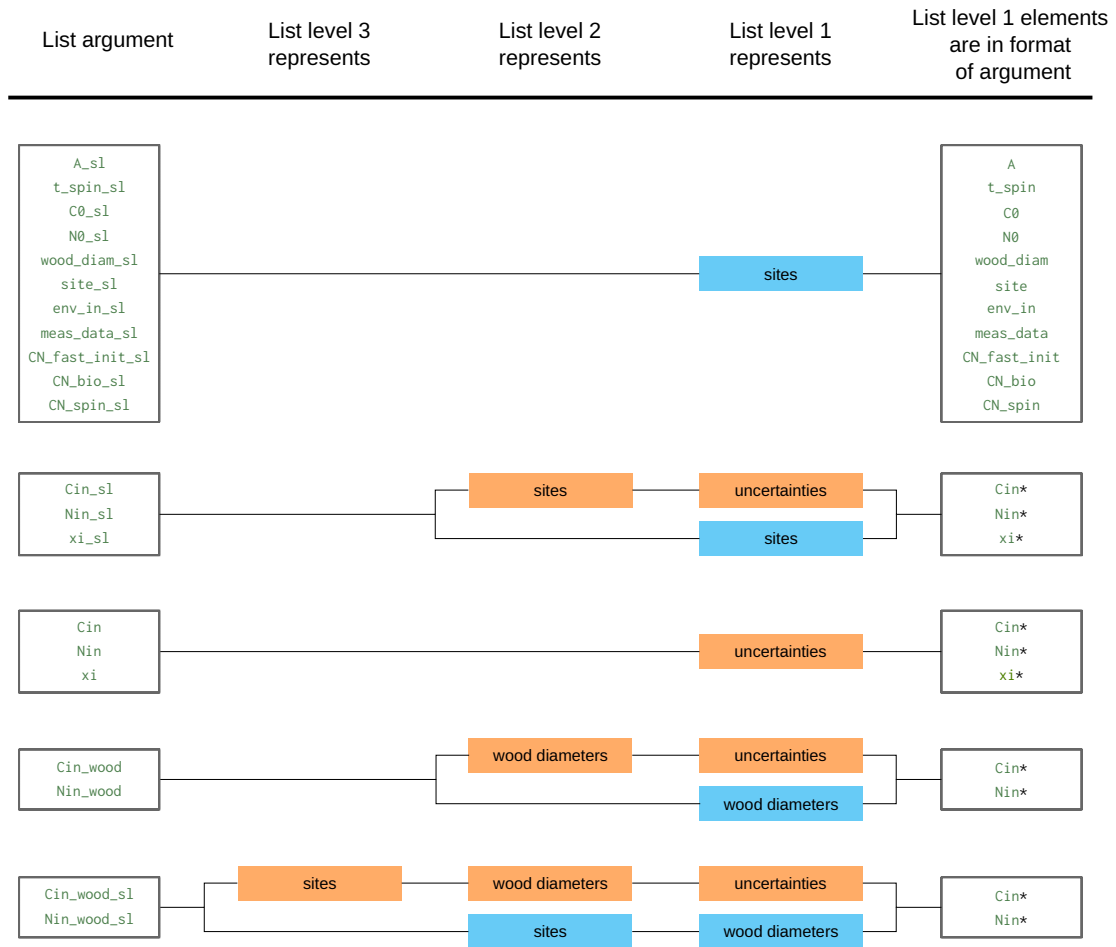 List argument
List level 3
represents
List level 2
represents
List level 1
represents
List level 1 elements
are in format
of argument
A_sl
t_spin_sl
C0_sl
N0_sl
wood_diam_sl
site_sl
env_in_sl
meas_data_sl
CN_fast_init_sl
CN_bio_sl
CN_spin_sl
sites
A
t_spin
C0
N0
wood_diam
site
env_in
meas_data
CN_fast_init
CN_bio
CN_spin
Cin_sl
Nin_sl
xi_sl
sites
uncertainties
sites
Cin*
Nin*
xi*
Cin
Nin
xi
uncertainties
Cin*
Nin*
xi*
Cin_wood
Nin_wood
wood diameters
uncertainties
wood diameters
Cin*
Nin*
Cin_wood_sl
Nin_wood_sl
sites
wood diameters
uncertainties
sites
wood diameters
Cin*
Nin*